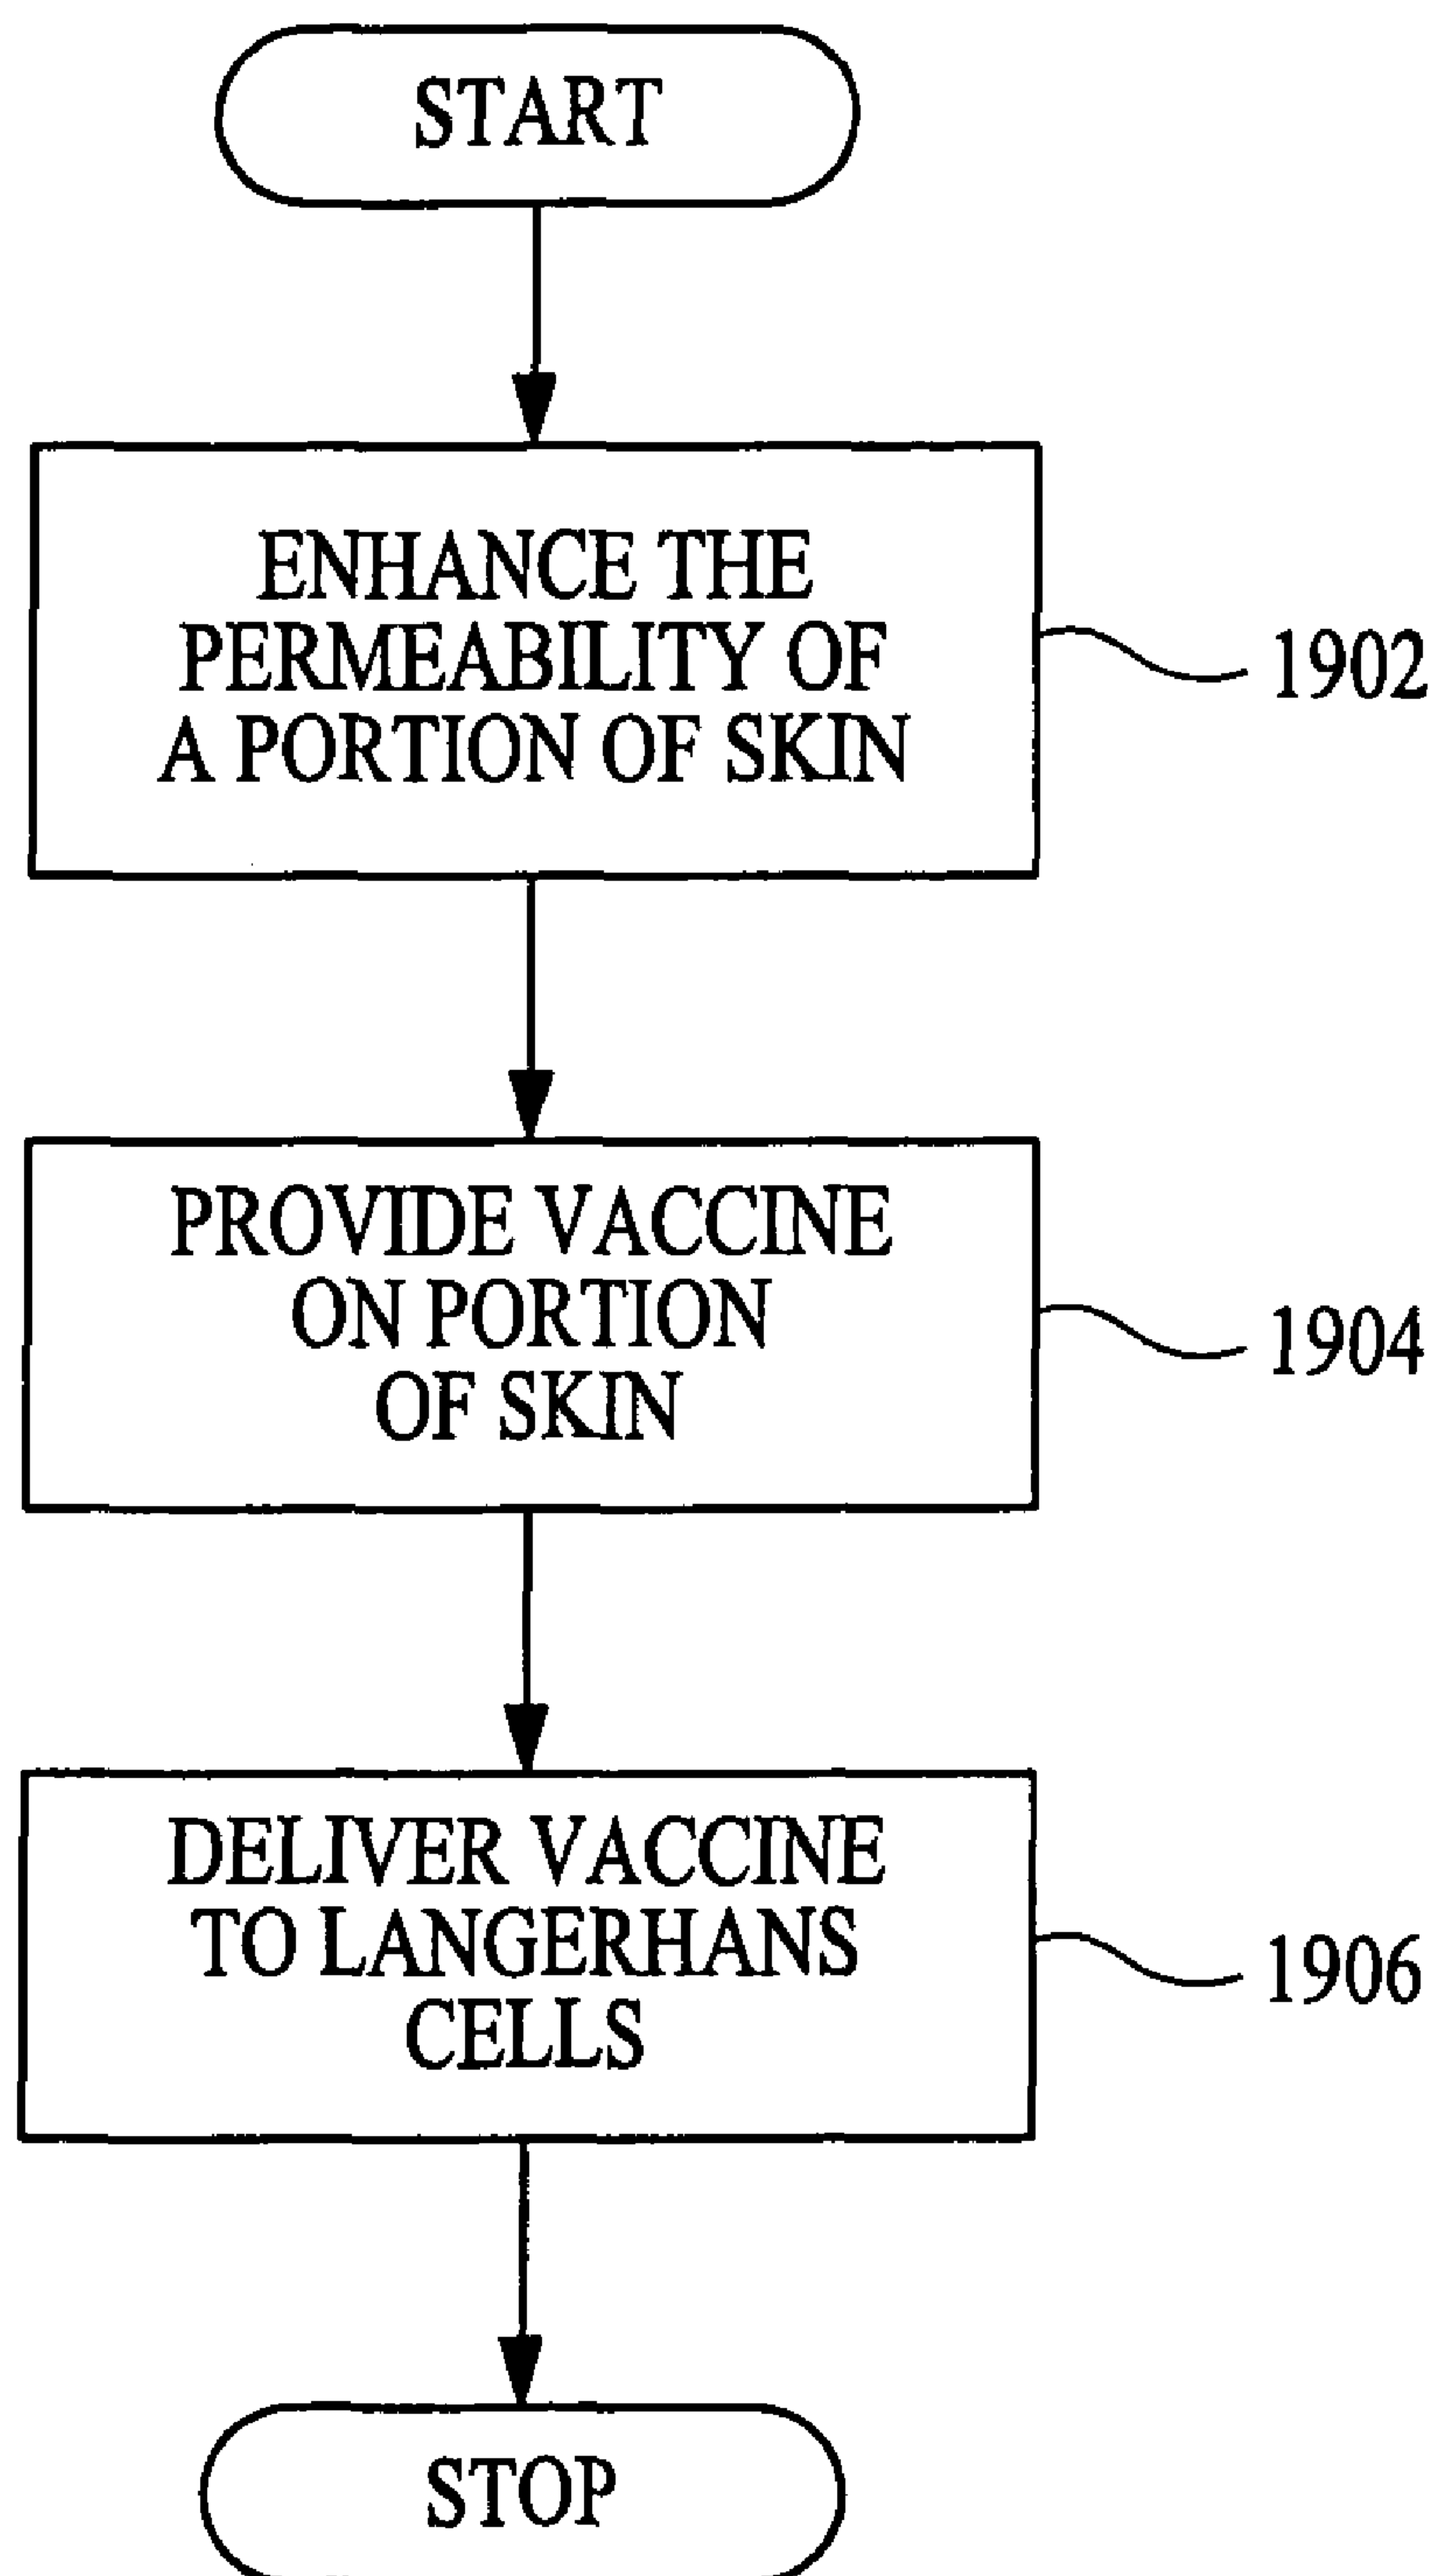 START
ENHANCE THE
PERMEABILITY OF
A PORTION OF SKIN
1902
PROVIDE VACCINE
ON PORTION
OF SKIN
1904
DELIVER VACCINE
TO LANGERHANS
CELLS
1906
STOP